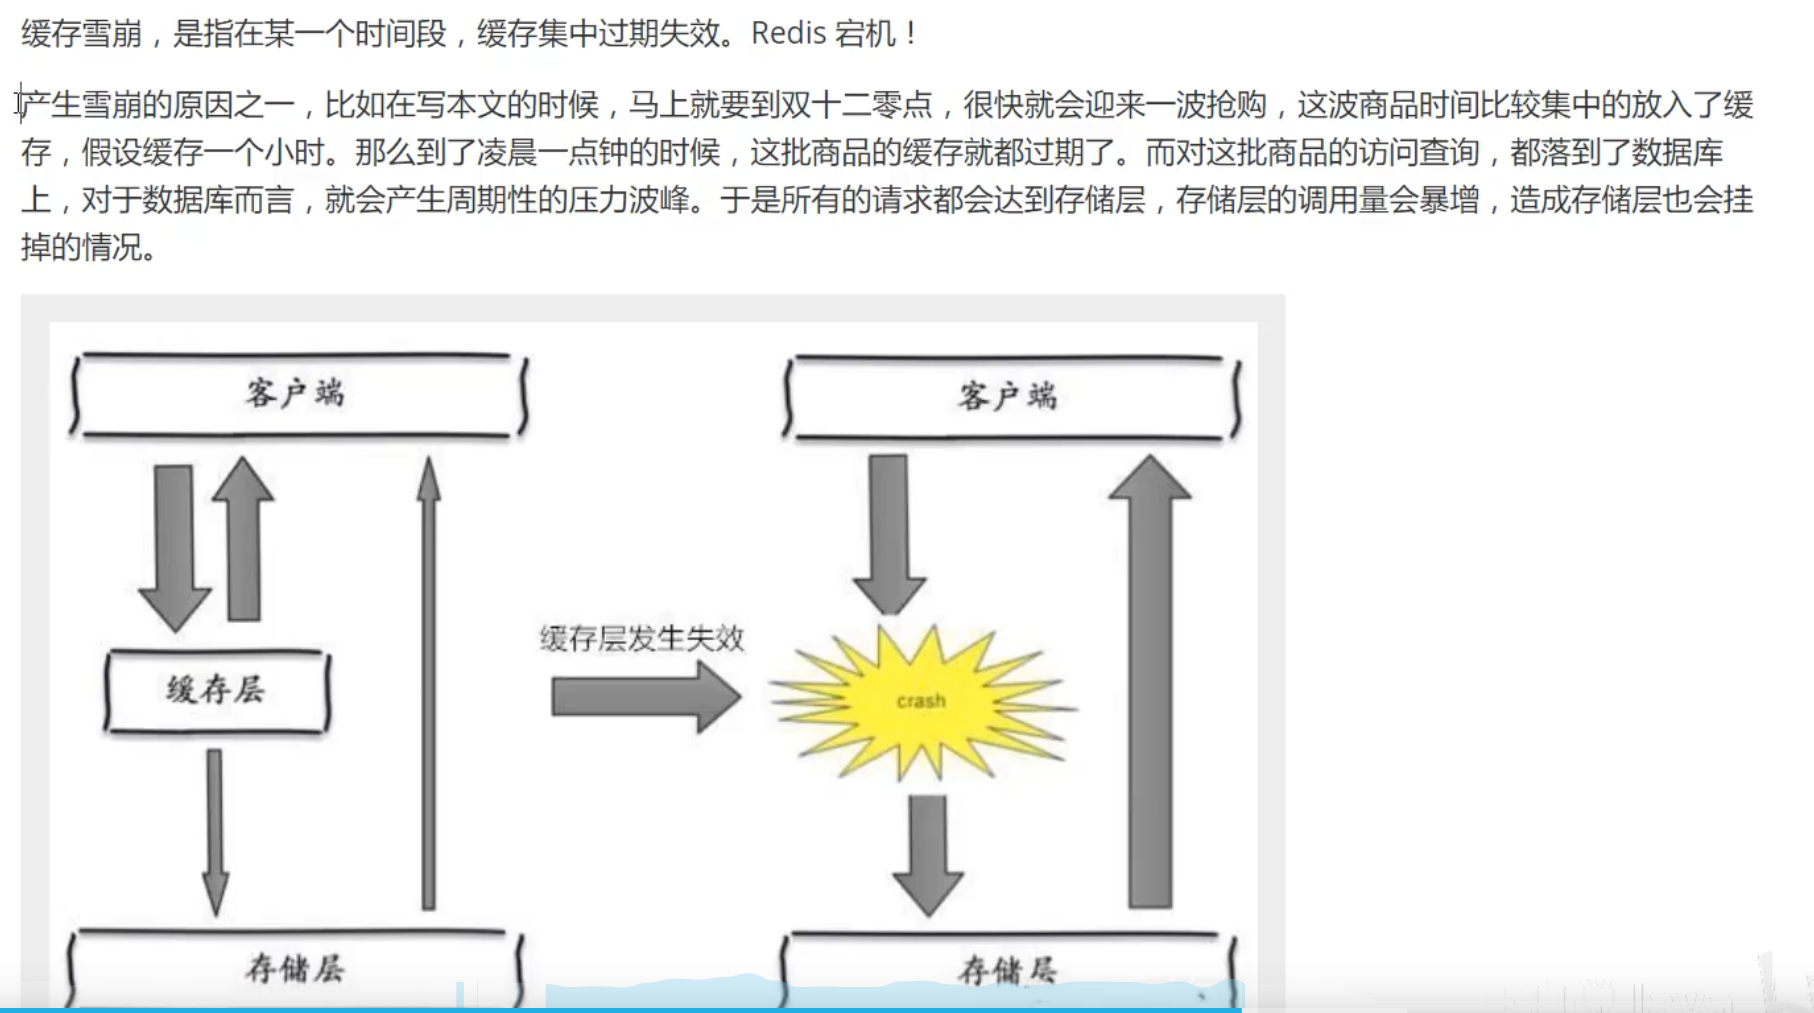 缓存雪崩，是指在某一个时间段，缓存集中过期失效。Redis 宕机！
产生雪崩的原因之一，比如在写本文的时候，马上就要到双十二零点，很快就会迎来一波抢购，这波商品时间比较集中的放入了缓
存，假设缓存一个小时。那么到了凌晨一点钟的时候，这批商品的缓存就都过期了。而对这批商品的访问查询，都落到了数据库
上，对于数据库而言，就会产生周期性的压力波峰。于是所有的请求都会达到存储层，存储层的调用量会暴增，造成存储层也会挂
掉的情况。
客户端
客户端
缓存层发生失效
缓存层
crash
存储层
存储层